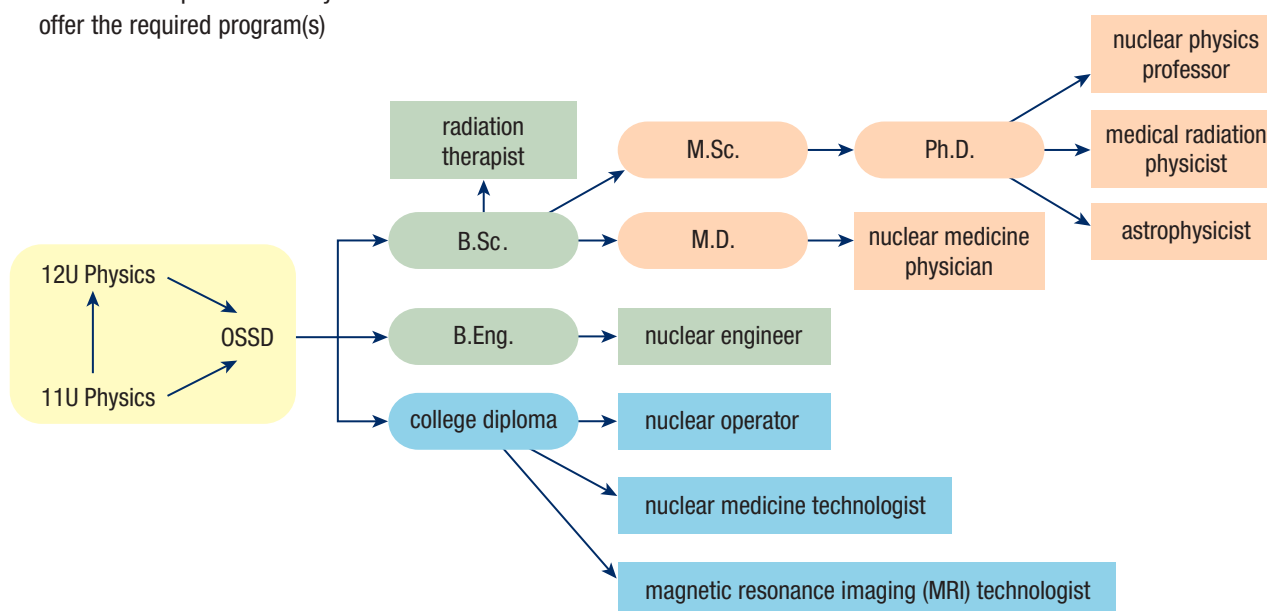 offer the required program(s)
nuclear physics
professor
radiation
therapist
M.Sc.
Ph.D.
medical radiation
physicist
B.Sc.
M.D.
nuclear medicine
physician
astrophysicist
12U Physics
OSSD
11U Physics
B.Eng.
nuclear engineer
college diploma
nuclear operator
nuclear medicine technologist
magnetic resonance imaging (MRI) technologist